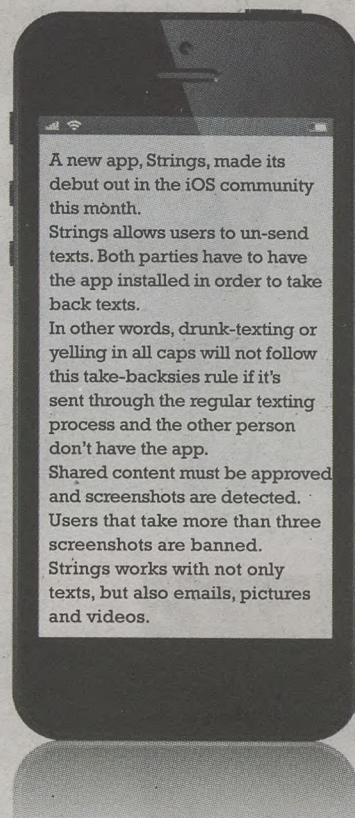 A new app, Strings, made its
debut out in the iOS community
this month.
Strings allows users to un-send
texts. Both parties have to have
the app installed in order to take
back texts.
In other words, drunk-texting or
yelling in all caps will not follow
this take-backsies rule if it's
sent through the regular texting
process and the other person
don't have the app.
Shared content must be approved
and screenshots are detected.
Users that take more than three
screenshots are banned.
Strings works with not only
texts, but also emails, pictures
and videos.